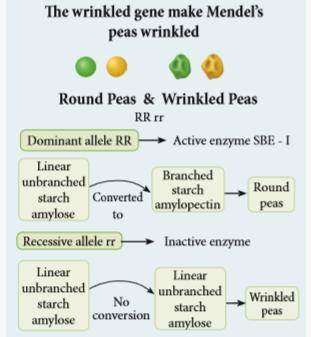 The wrinkled gene make Mendel's
peas wrinkled
Round Peas & Wrinkled Peas
RR rr
Dominant allele RR Active enzyme SBE - I
Linear
unbranched
starch
amylose
Converted
to
Branched
starch
amylopectin
Round
peas
Recessive allele rr Inactive enzyme
Linear
unbranched
starch
amylose
No
conversion
Linear
unbranched
starch
amylose
Wrinkled
peas